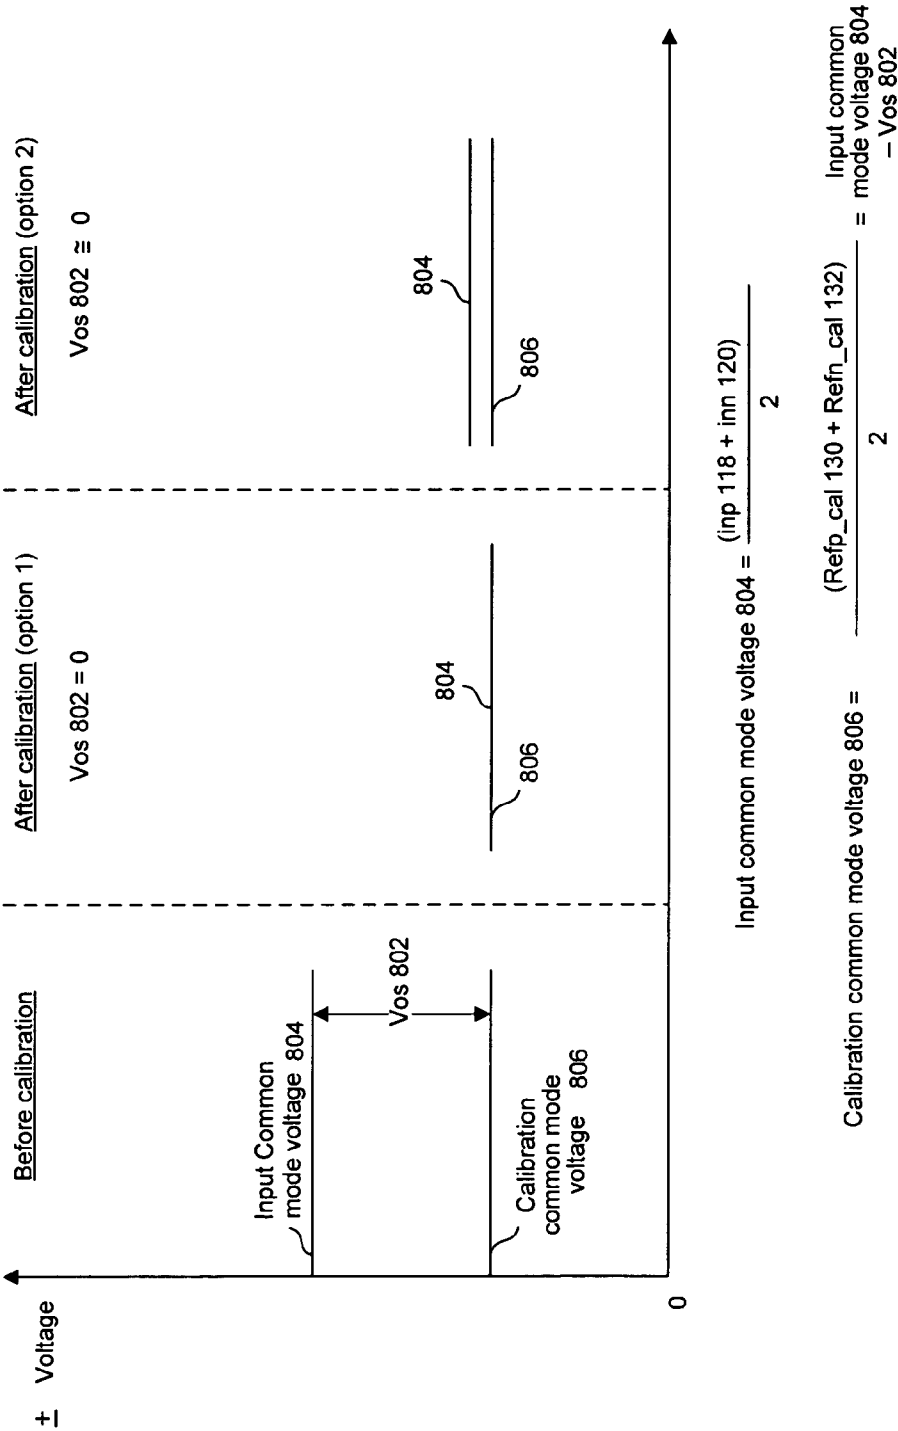 ± Voltage
Before calibration
Input Common
mode voltage 804
Vos 802
Calibration
common mode
voltage 806
0
After calibration (option 1)
Vos 802 = 0
804
806
After calibration (option 2)
Vos 802 ≅ 0
804
806
Input common mode voltage 804 = (inp 118 + inn 120)
2
Calibration common mode voltage 806 = (Refp_cal 130 + Refn_cal 132)
2
= Input common
mode voltage 804
– Vos 802